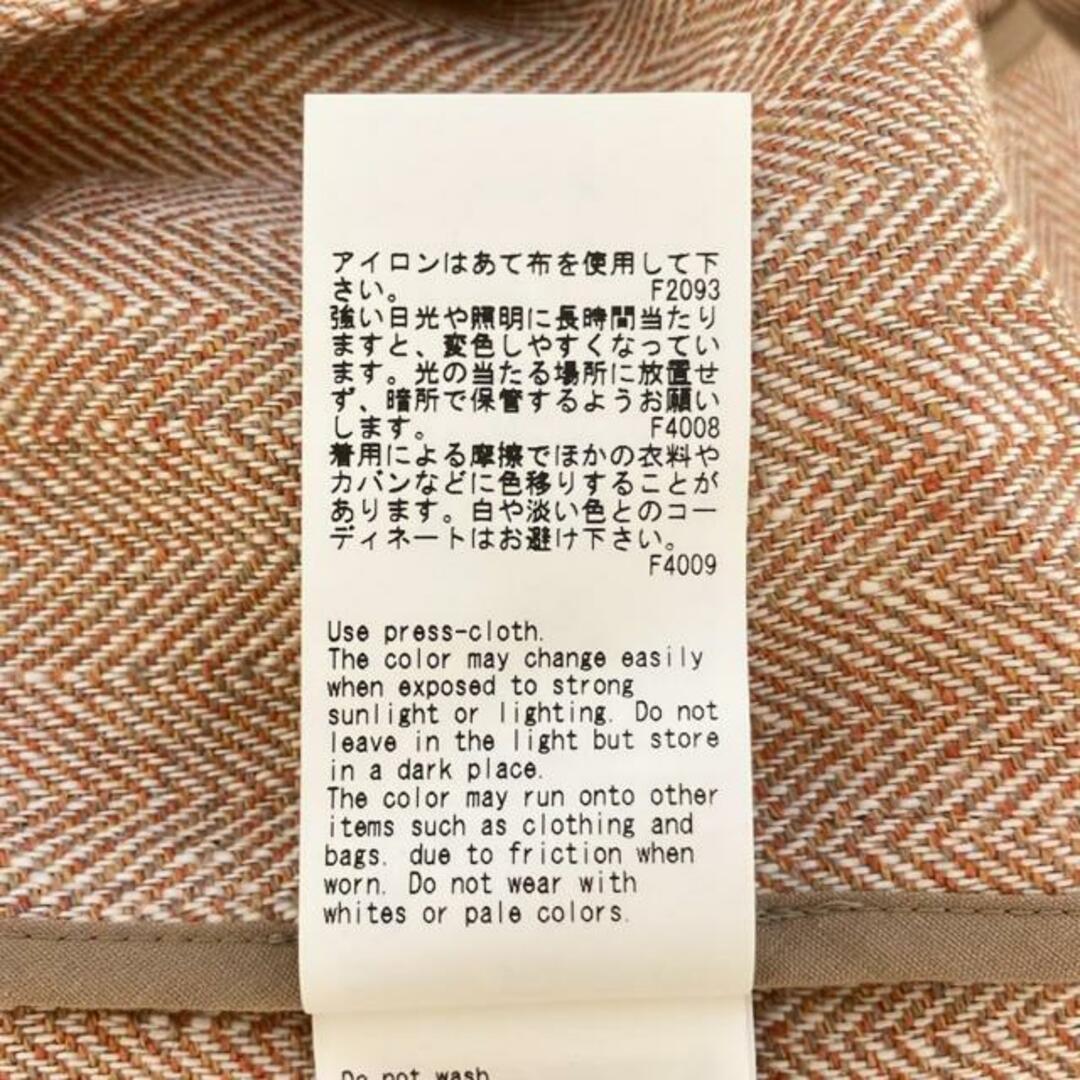 アイロンはあて布を使用して下
さい。 F2093
強い日光や照明に長時間当たり
ますと、変色しやすくなってい
ます。光の当たる場所に放置せ
ず、暗所で保管するようお願い
します。 F4008
着用による摩擦でほかの衣料や
カバンなどに色移りすることが
あります。白や淡い色とのコー
ディネートはお避け下さい。
F4009
Use press-cloth.
The color may change easily
when exposed to strong
sunlight or lighting. Do not
leave in the light but store
in a dark place.
The color may run onto other
items such as clothing and
bags. due to friction when
worn. Do not wear with
whites or pale colors.
Do not wash